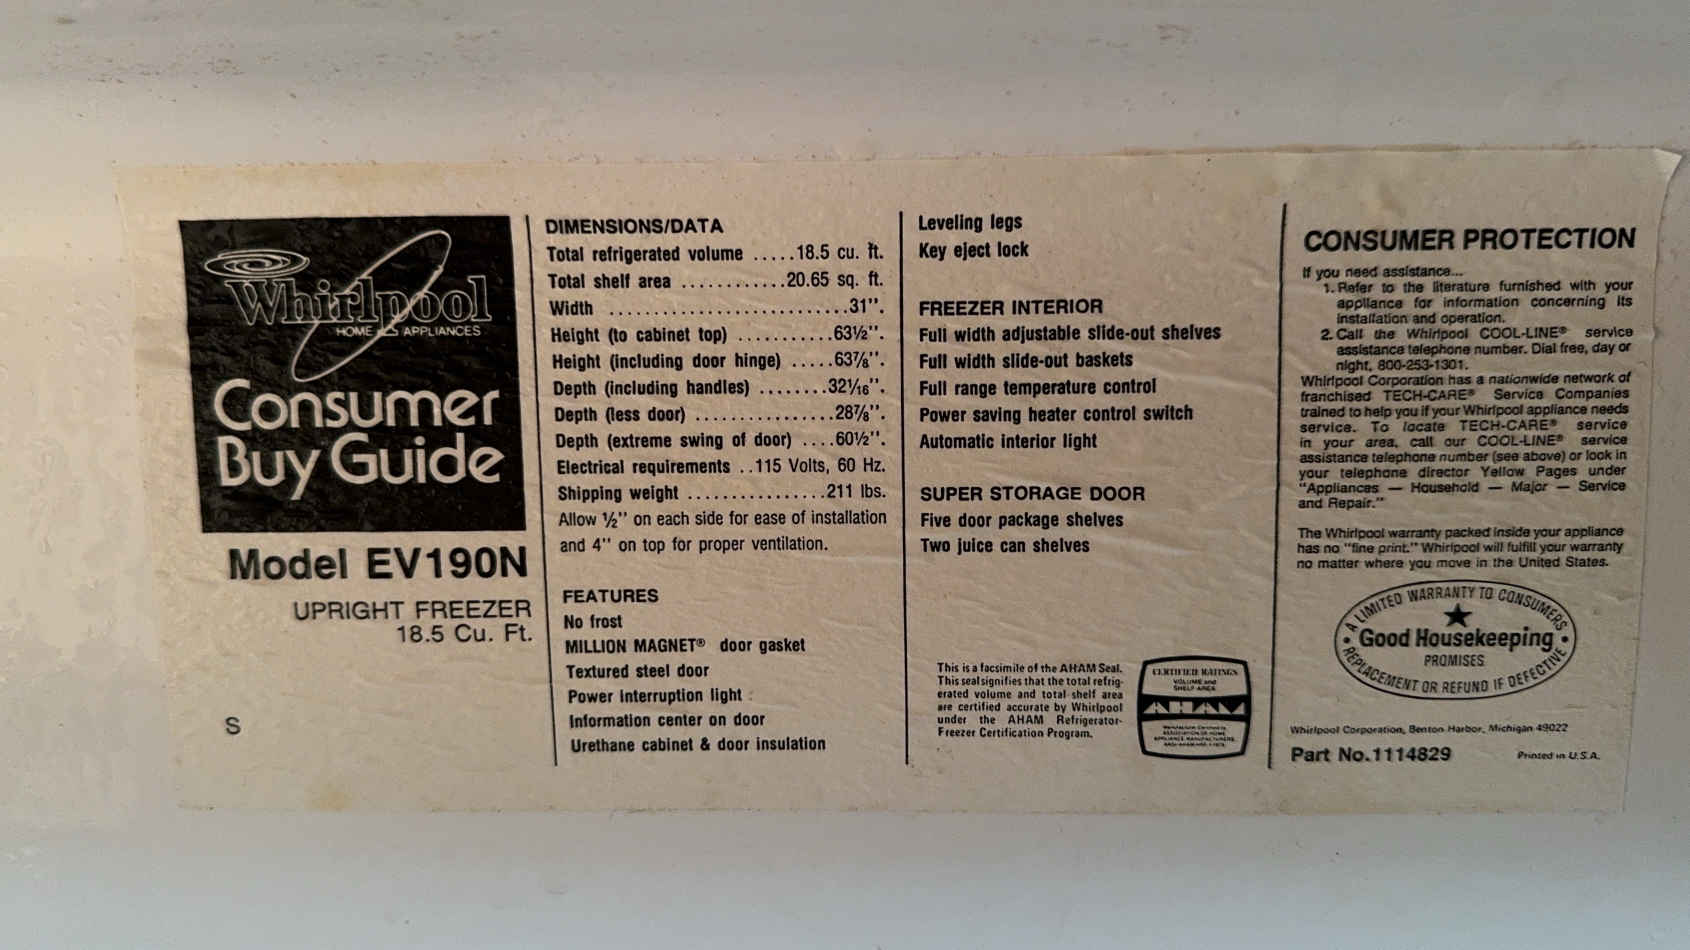 Whirlpool
HOME APPLIANCES
Consumer
Buy Guide
Model EV190N
UPRIGHT FREEZER
18.5 Cu. Ft.
S
DIMENSIONS/DATA
Total refrigerated volume .....18.5 cu. ft.
Total shelf area ............20.65 sq. ft.
Width ...........................31".
Height (to cabinet top) ...........63½".
Height (including door hinge) .....63⅞".
Depth (including handles) ........32 1/16".
Depth (less door) ................28⅞".
Depth (extreme swing of door) ....60½".
Electrical requirements ..115 Volts, 60 Hz.
Shipping weight ................211 lbs.
Allow ½" on each side for ease of installation
and 4" on top for proper ventilation.
FEATURES
No frost
MILLION MAGNET® door gasket
Textured steel door
Power interruption light
Information center on door
Urethane cabinet & door insulation
Leveling legs
Key eject lock
FREEZER INTERIOR
Full width adjustable slide-out shelves
Full width slide-out baskets
Full range temperature control
Power saving heater control switch
Automatic interior light
SUPER STORAGE DOOR
Five door package shelves
Two juice can shelves
This is a facsimile of the AHAM Seal.
This seal signifies that the total refrig-
erated volume and total shelf area
are certified accurate by Whirlpool
under the AHAM Refrigerator-
Freezer Certification Program.
CERTIFIED RATINGS
VOLUME and
SHELF AREA
AHAM
ASSOCIATION OF HOME
APPLIANCE MANUFACTURERS
CONSUMER PROTECTION
If you need assistance...
1. Refer to the literature furnished with your
appliance for information concerning its
installation and operation.
2. Call the Whirlpool COOL-LINE® service
assistance telephone number. Dial free, day or
night, 800-253-1301.
Whirlpool Corporation has a nationwide network of
franchised TECH-CARE® Service Companies
trained to help you if your Whirlpool appliance needs
service. To locate TECH-CARE® service
in your area, call our COOL-LINE® service
assistance telephone number (see above) or look in
your telephone director Yellow Pages under
"Appliances — Household — Major — Service
and Repair."
The Whirlpool warranty packed inside your appliance
has no "fine print." Whirlpool will fulfill your warranty
no matter where you move in the United States.
A LIMITED WARRANTY TO CONSUMERS
Good Housekeeping
PROMISES
REPLACEMENT OR REFUND IF DEFECTIVE
Whirlpool Corporation, Benton Harbor, Michigan 49022
Part No.1114829
Printed in U.S.A.